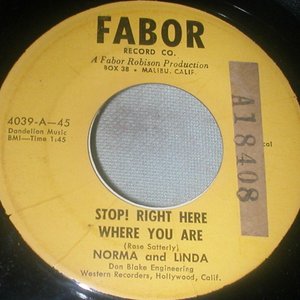 FABOR
RECORD CO.
A Fabor Robison Production
BOX 38 • MALIBU, CALIF.
4039-A-45
Dandelion Music
BMI-Time 1:45
A18408
STOP! RIGHT HERE
WHERE YOU ARE
(Rose Satterly)
NORMA and LINDA
Don Blake Engineering
Western Recorders, Hollywood, Calif.